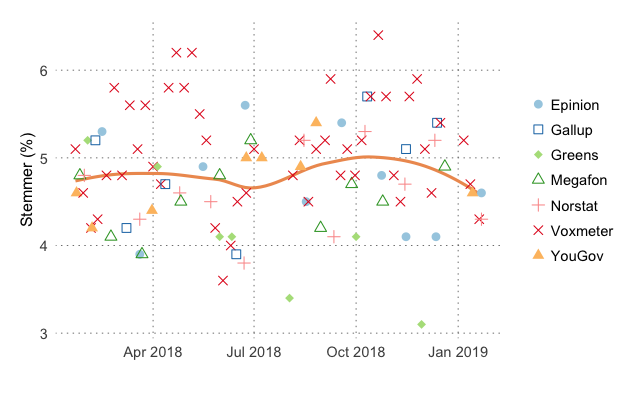 6
5
4
3
Stemmer (%)
Apr 2018
Jul 2018
Oct 2018
Jan 2019
Epinion
Gallup
Greens
Megafon
Norstat
Voxmeter
YouGov